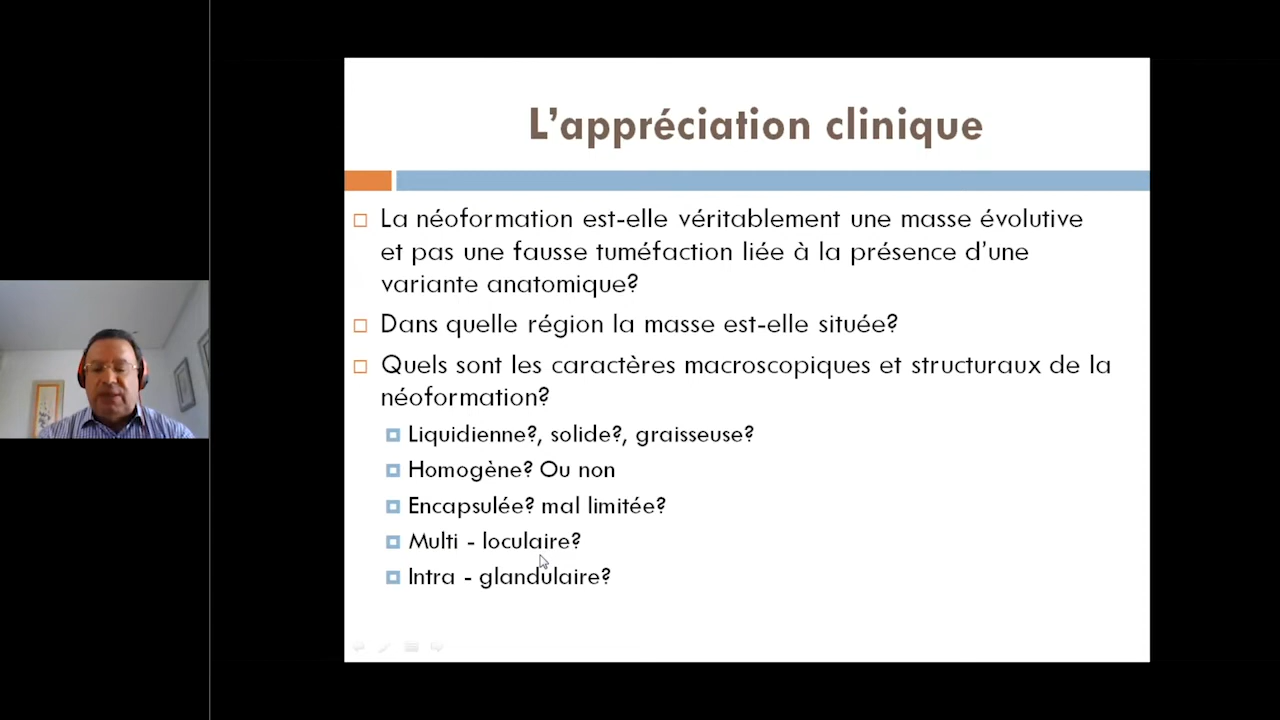 L'appréciation clinique
La néoformation est-elle véritablement une masse évolutive
et pas une fausse tuméfaction liée à la présence d'une
variante anatomique?
Dans quelle région la masse est-elle située?
Quels sont les caractères macroscopiques et structuraux de la
néoformation?
Liquidienne?, solide?, graisseuse?
Homogène? Ou non
Encapsulée? mal limitée?
Multi - loculaire?
Intra - glandulaire?